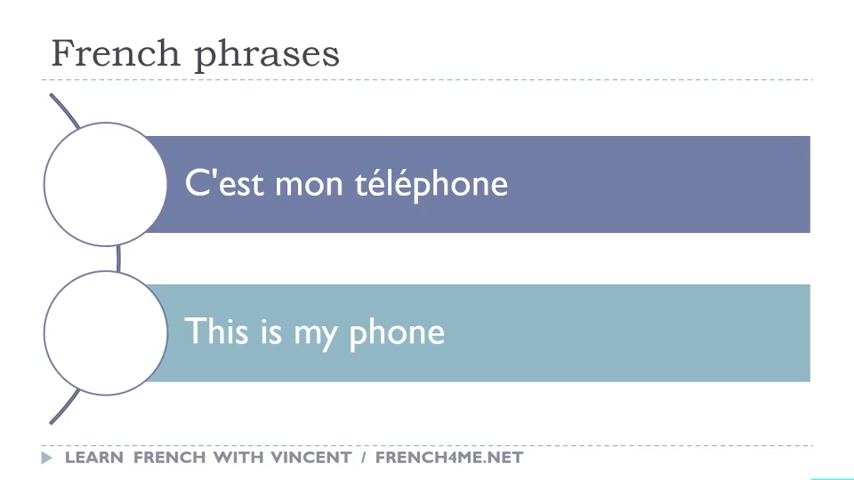 French phrases
C'est mon téléphone
This is my phone
LEARN FRENCH WITH VINCENT / FRENCH4ME.NET